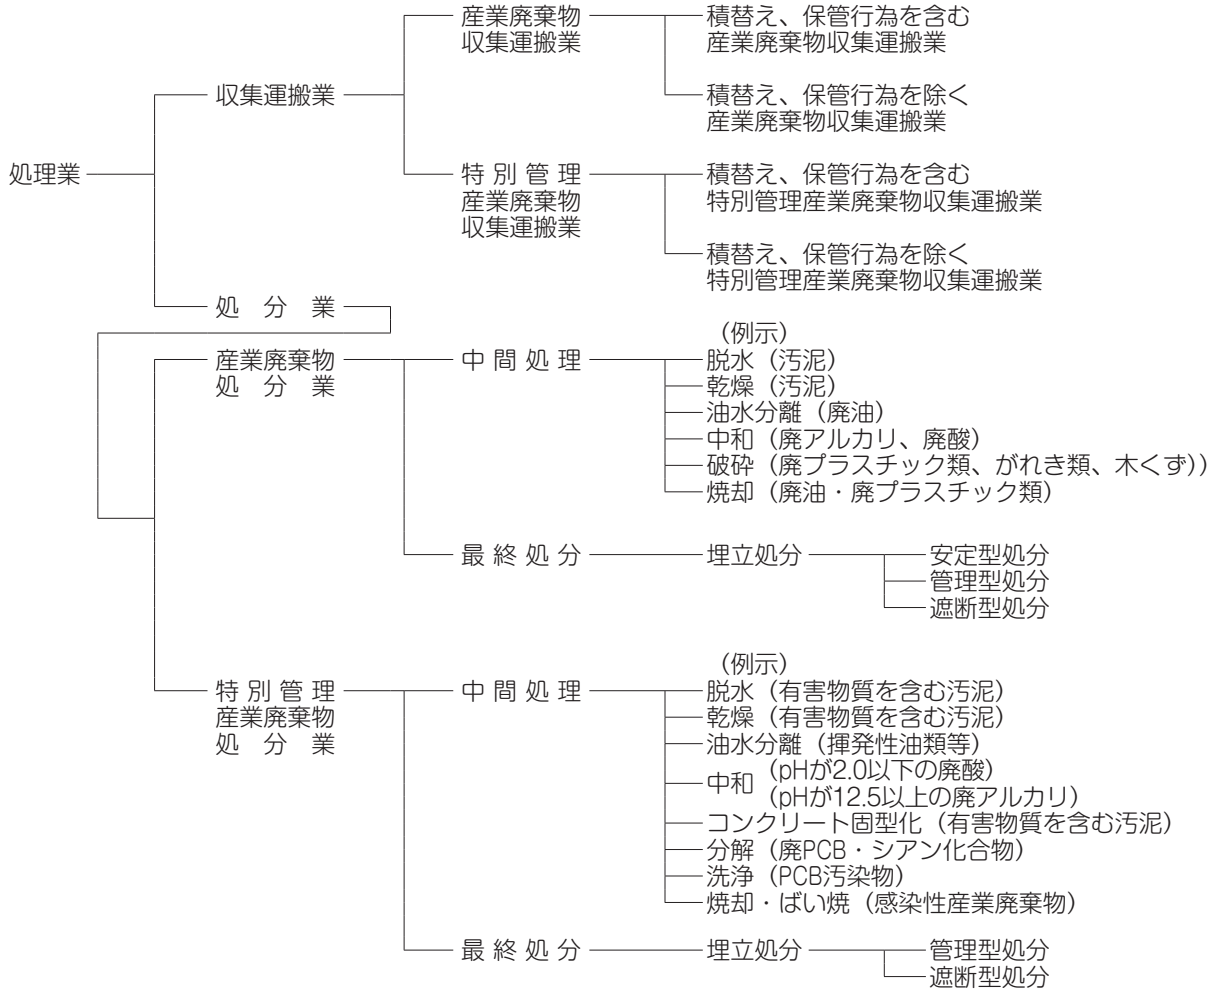 産業廃棄物
収集運搬業
積替え、保管行為を含む
産業廃棄物収集運搬業
収集運搬業
積替え、保管行為を除く
産業廃棄物収集運搬業
処理業
特別管理
産業廃棄物
収集運搬業
積替え、保管行為を含む
特別管理産業廃棄物収集運搬業
積替え、保管行為を除く
特別管理産業廃棄物収集運搬業
処 分 業
産業廃棄物
処 分 業
中間処理
（例示）
脱水（汚泥）
乾燥（汚泥）
油水分離（廃油）
中和（廃アルカリ、廃酸）
破砕（廃プラスチック類、がれき類、木くず））
焼却（廃油・廃プラスチック類）
最終処分
埋立処分
安定型処分
管理型処分
遮断型処分
特別管理
産業廃棄物
処 分 業
中間処理
（例示）
脱水（有害物質を含む汚泥）
乾燥（有害物質を含む汚泥）
油水分離（揮発性油類等）
中和（pHが2.0以下の廃酸）
（pHが12.5以上の廃アルカリ）
コンクリート固型化（有害物質を含む汚泥）
分解（廃PCB・シアン化合物）
洗浄（PCB汚染物）
焼却・ばい焼（感染性産業廃棄物）
最終処分
埋立処分
管理型処分
遮断型処分